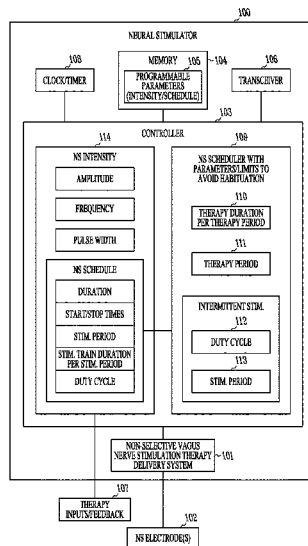 100
NEURAL STIMULATOR
108
CLOCK/TIMER
MEMORY
104
105
PROGRAMMABLE
PARAMETERS
(INTENSITY/SCHEDULE)
106
TRANSCEIVER
103
CONTROLLER
114
NS INTENSITY
AMPLITUDE
FREQUENCY
PULSE WIDTH
NS SCHEDULE
DURATION
START/STOP TIMES
STIM. PERIOD
STIM. TRAIN DURATION
PER STIM. PERIOD
DUTY CYCLE
109
NS SCHEDULER WITH
PARAMETERS/LIMITS TO
AVOID HABITUATION
110
THERAPY DURATION
PER THERAPY PERIOD
111
THERAPY PERIOD
INTERMITTENT STIM.
112
DUTY CYCLE
113
STIM. PERIOD
NON-SELECTIVE VAGUS
NERVE STIMULATION THERAPY
DELIVERY SYSTEM
101
107
THERAPY
INPUTS/FEEDBACK
102
NS ELECTRODE(S)